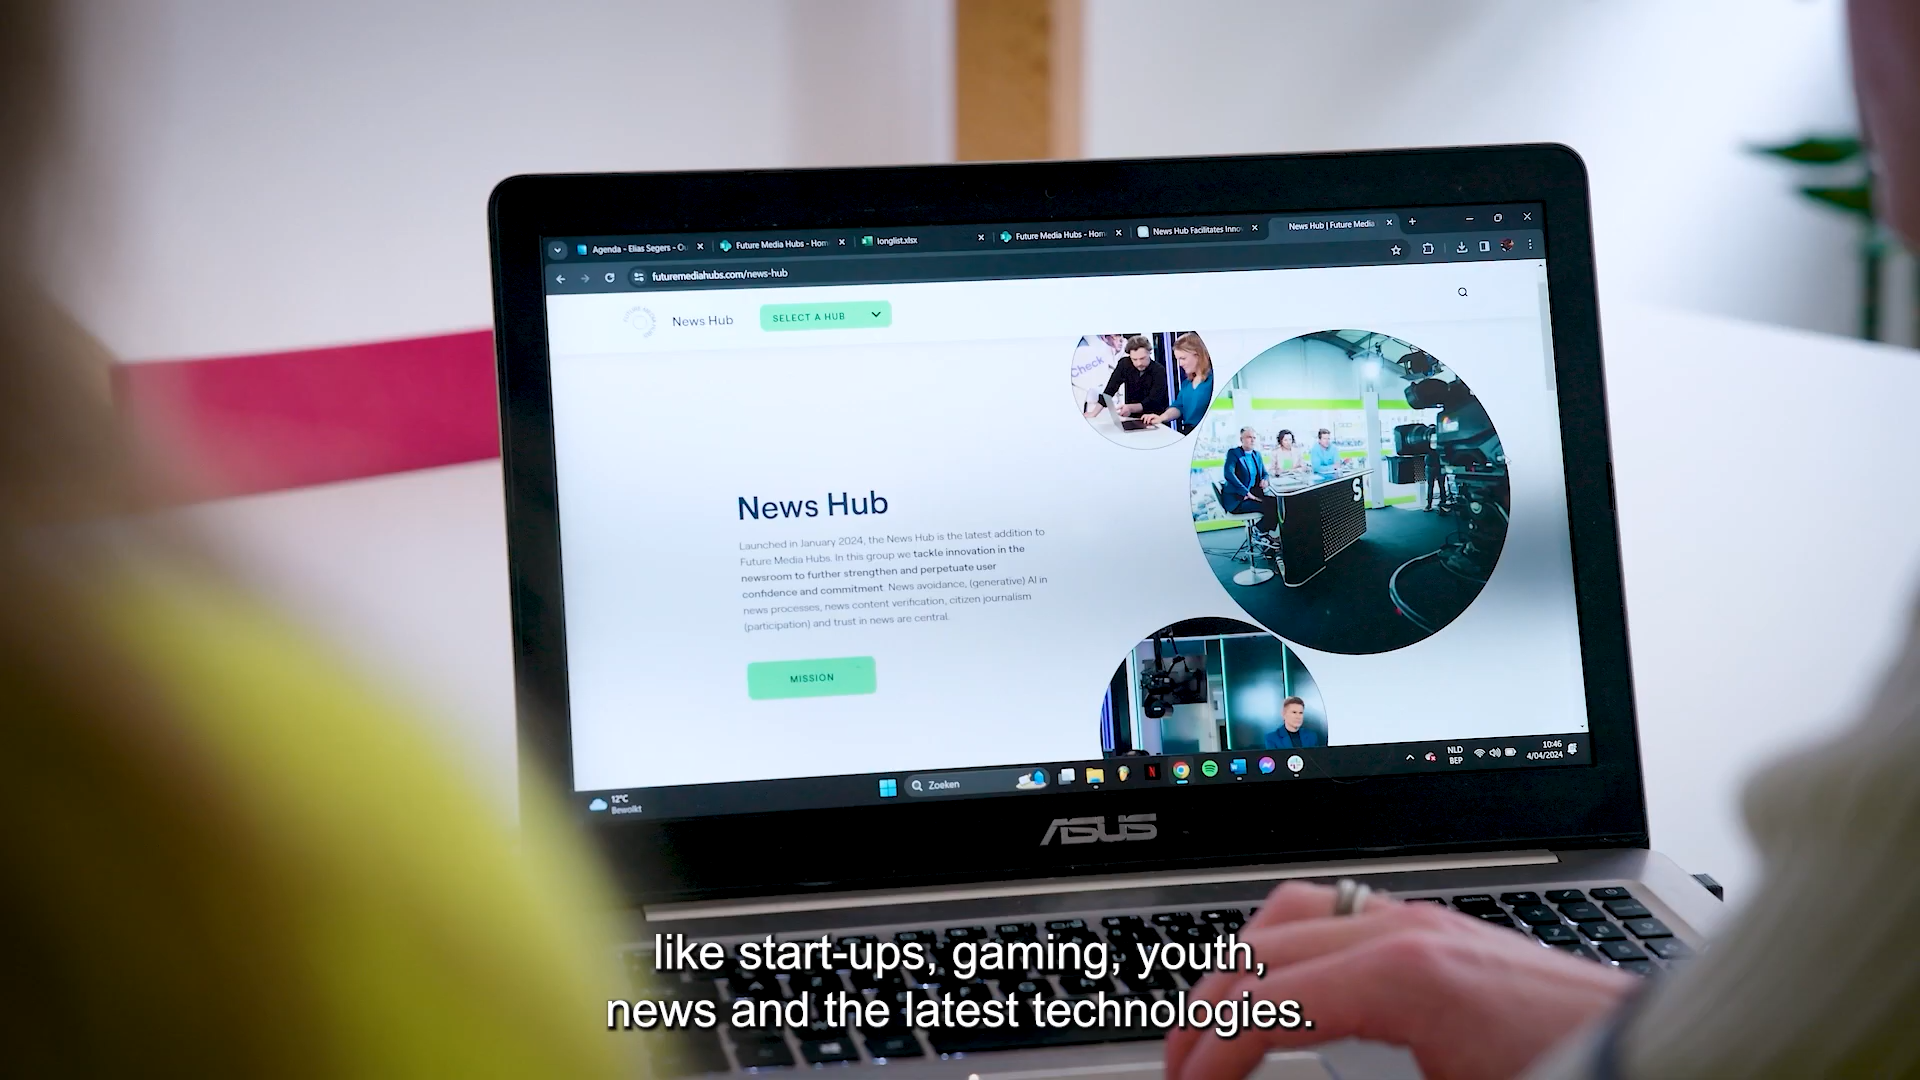 Agenda - Elias Segers - Ou
Future Media Hubs - Hom
longlist.xlsx
Future Media Hubs - Hom
News Hub Facilitates Inno
News Hub | Future Media
futuremediahubs.com/news-hub
News Hub
SELECT A HUB
Check
News Hub
Launched in January 2024, the News Hub is the latest addition to
Future Media Hubs. In this group we tackle innovation in the
newsroom to further strengthen and perpetuate user
confidence and commitment. News avoidance, (generative) AI in
news processes, news content verification, citizen journalism
(participation) and trust in news are central.
MISSION
12°C
Bewolkt
Zoeken
NLD
BEP
10:46
4/04/2024
ASUS
like start-ups, gaming, youth,
news and the latest technologies.